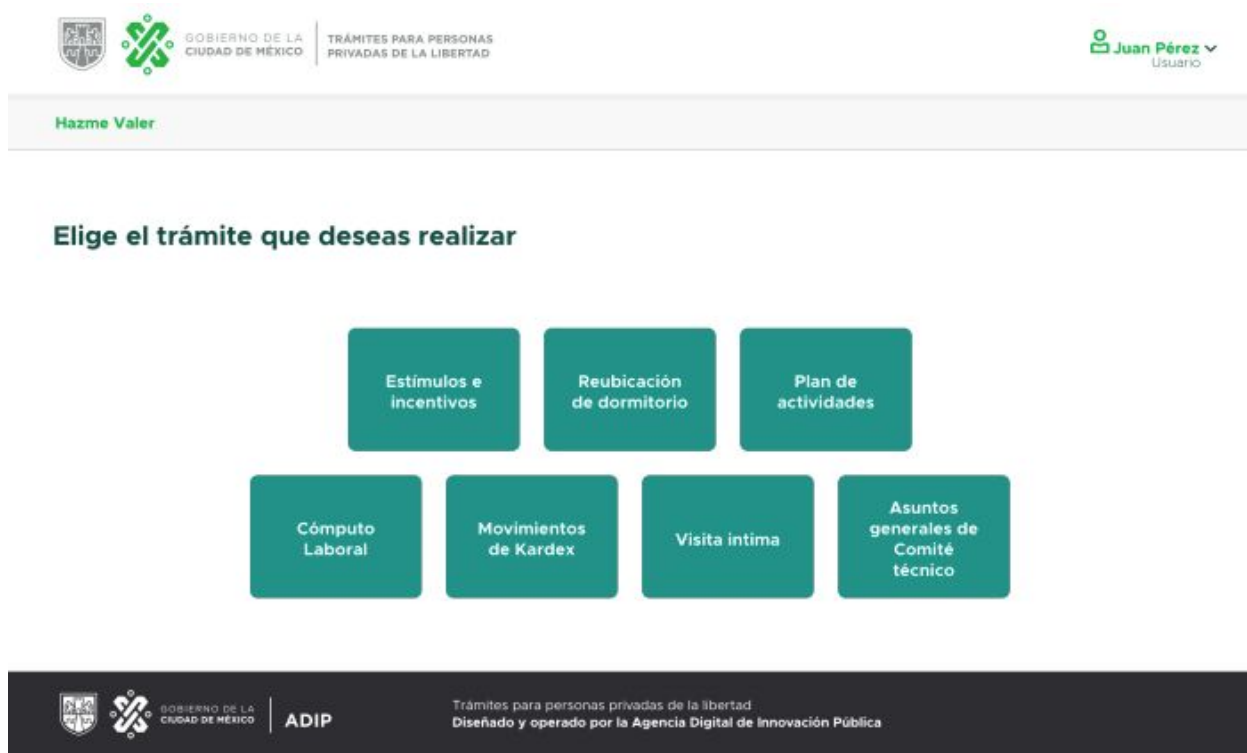 GOBIERNO DE LA
CIUDAD DE MÉXICO
TRÁMITES PARA PERSONAS
PRIVADAS DE LA LIBERTAD
Juan Pérez
Usuario
Hazme Valer
Elige el trámite que deseas realizar
Estímulos e
incentivos
Reubicación
de dormitorio
Plan de
actividades
Cómputo
Laboral
Movimientos
de Kardex
Visita intima
Asuntos
generales de
Comité
técnico
GOBIERNO DE LA
CIUDAD DE MÉXICO
ADIP
Trámites para personas privadas de la libertad
Diseñado y operado por la Agencia Digital de Innovación Pública